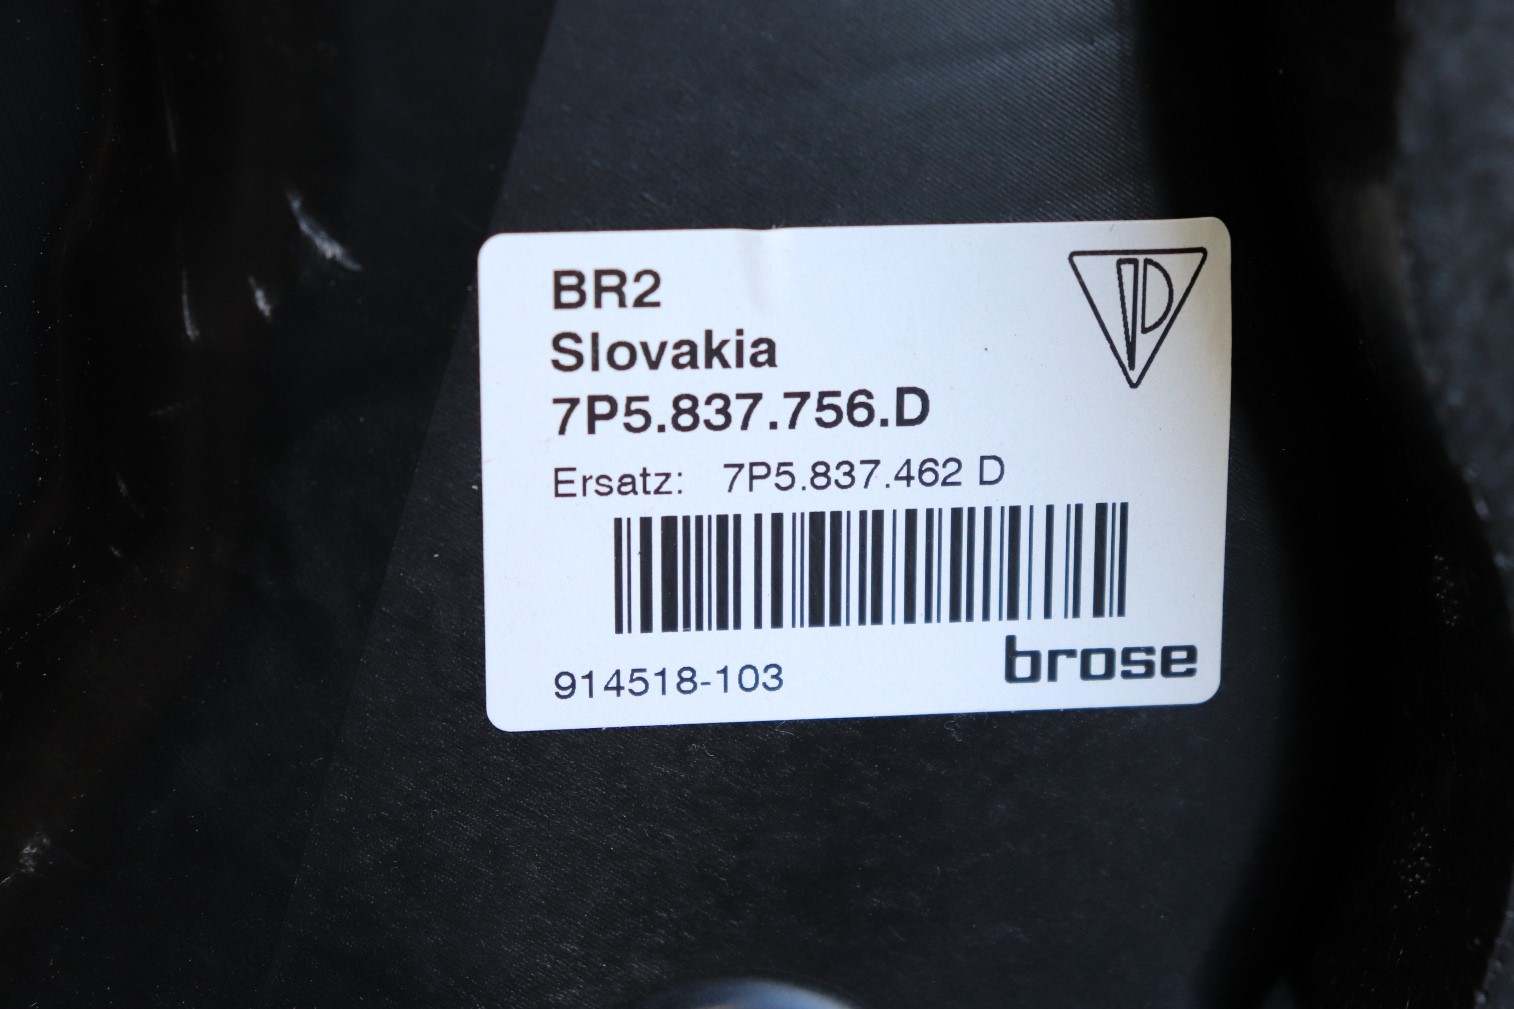 BR2
Slovakia
7P5.837.756.D
Ersatz: 7P5.837.462 D
914518-103
brose